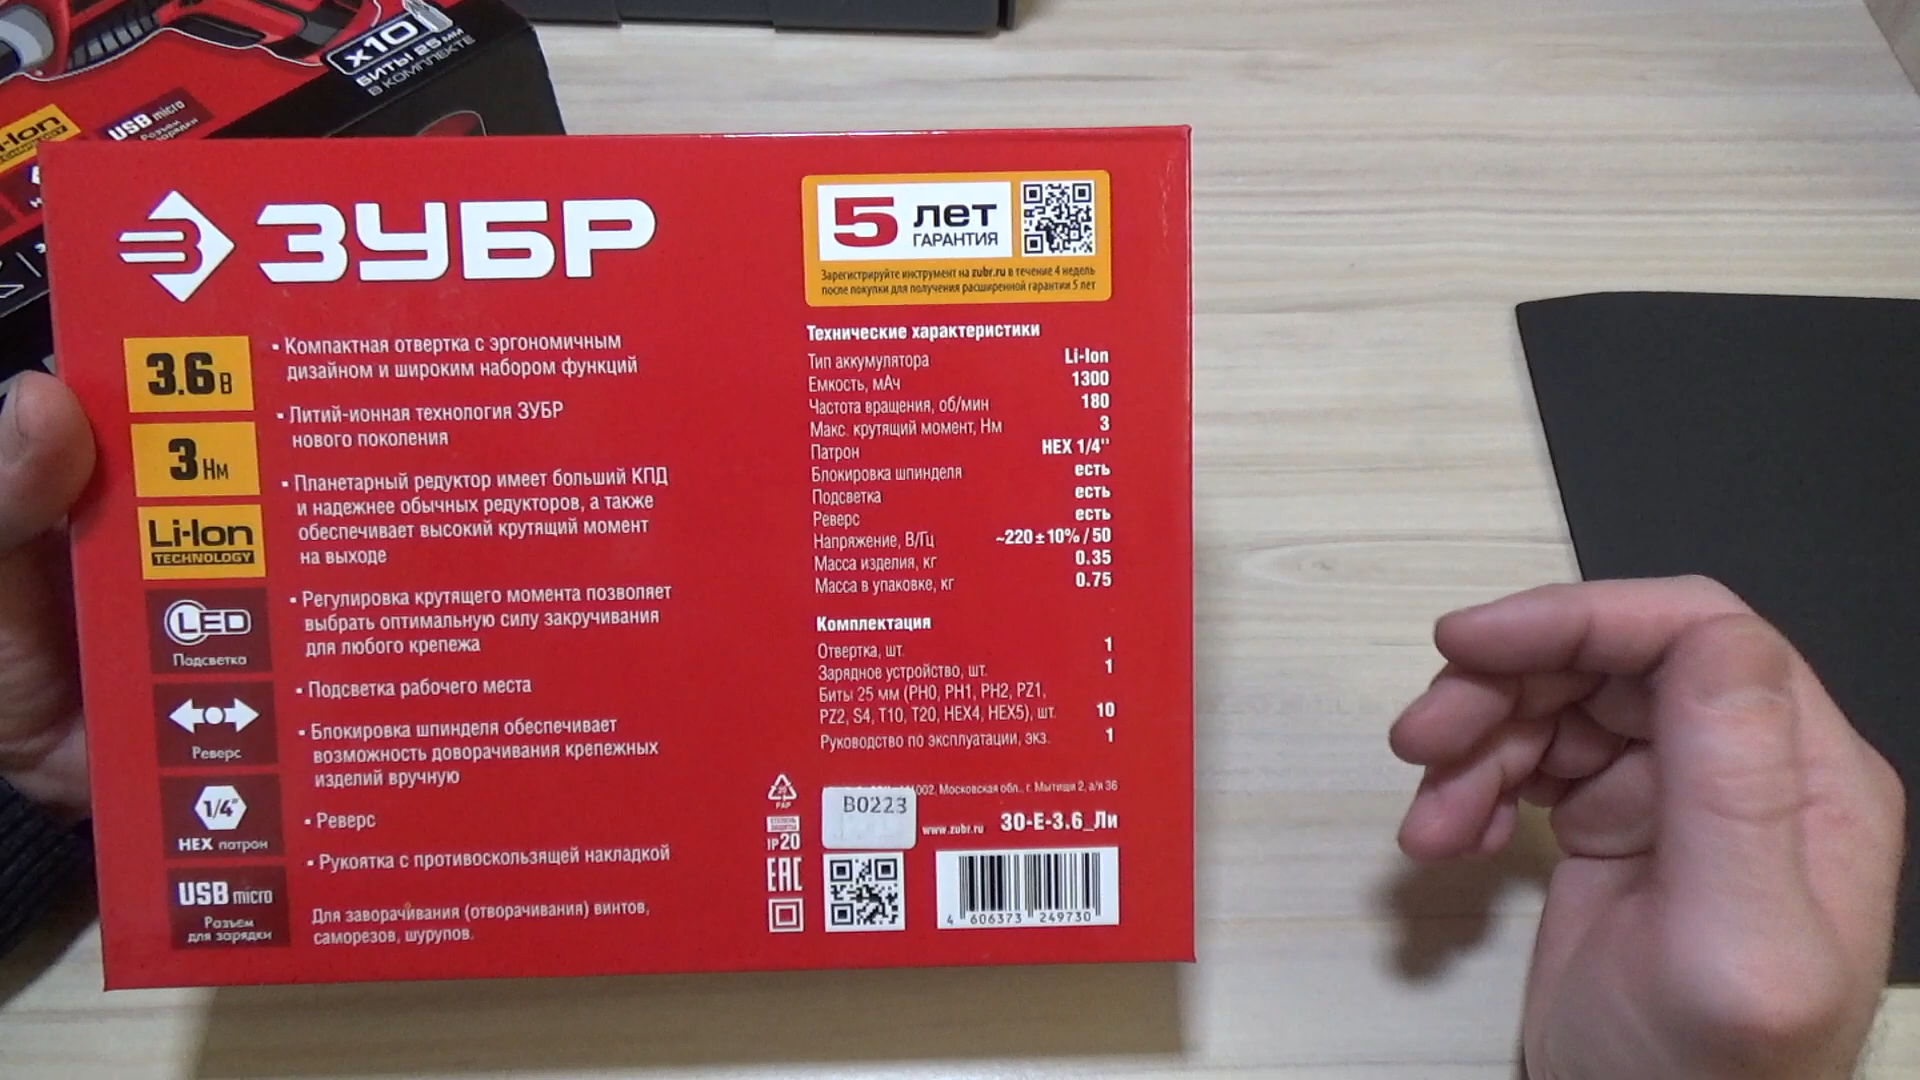 x10
БИТЫ 25 мм
В КОМПЛЕКТЕ
USB micro
ЗУБР
5 лет
ГАРАНТИЯ
Зарегистрируйте инструмент на zubr.ru в течение 4 недель
после покупки для получения расширенной гарантии 5 лет
3.6 В
3 Нм
Li-Ion
TECHNOLOGY
LED
Подсветка
Реверс
1/4"
HEX патрон
USB micro
Разъем
для зарядки
▪ Компактная отвертка с эргономичным
дизайном и широким набором функций
▪ Литий-ионная технология ЗУБР
нового поколения
▪ Планетарный редуктор имеет больший КПД
и надежнее обычных редукторов, а также
обеспечивает высокий крутящий момент
на выходе
▪ Регулировка крутящего момента позволяет
выбрать оптимальную силу закручивания
для любого крепежа
▪ Подсветка рабочего места
▪ Блокировка шпинделя обеспечивает
возможность доворачивания крепежных
изделий вручную
▪ Реверс
▪ Рукоятка с противоскользящей накладкой
Для заворачивания (отворачивания) винтов,
саморезов, шурупов.
Технические характеристики
Тип аккумулятора Li-Ion
Емкость, мАч 1300
Частота вращения, об/мин 180
Макс. крутящий момент, Нм 3
Патрон HEX 1/4"
Блокировка шпинделя есть
Подсветка есть
Реверс есть
Напряжение, В/Гц ~220±10% / 50
Масса изделия, кг 0.35
Масса в упаковке, кг 0.75
Комплектация
Отвертка, шт. 1
Зарядное устройство, шт. 1
Биты 25 мм (PH0, PH1, PH2, PZ1,
PZ2, S4, T10, T20, HEX4, HEX5), шт. 10
Руководство по эксплуатации, экз. 1
Московская обл., г. Мытищи 2, а/я 36
PAP
B0223
www.zubr.ru 30-Е-3.6_Ли
IP20
EAC
4 606373 249730